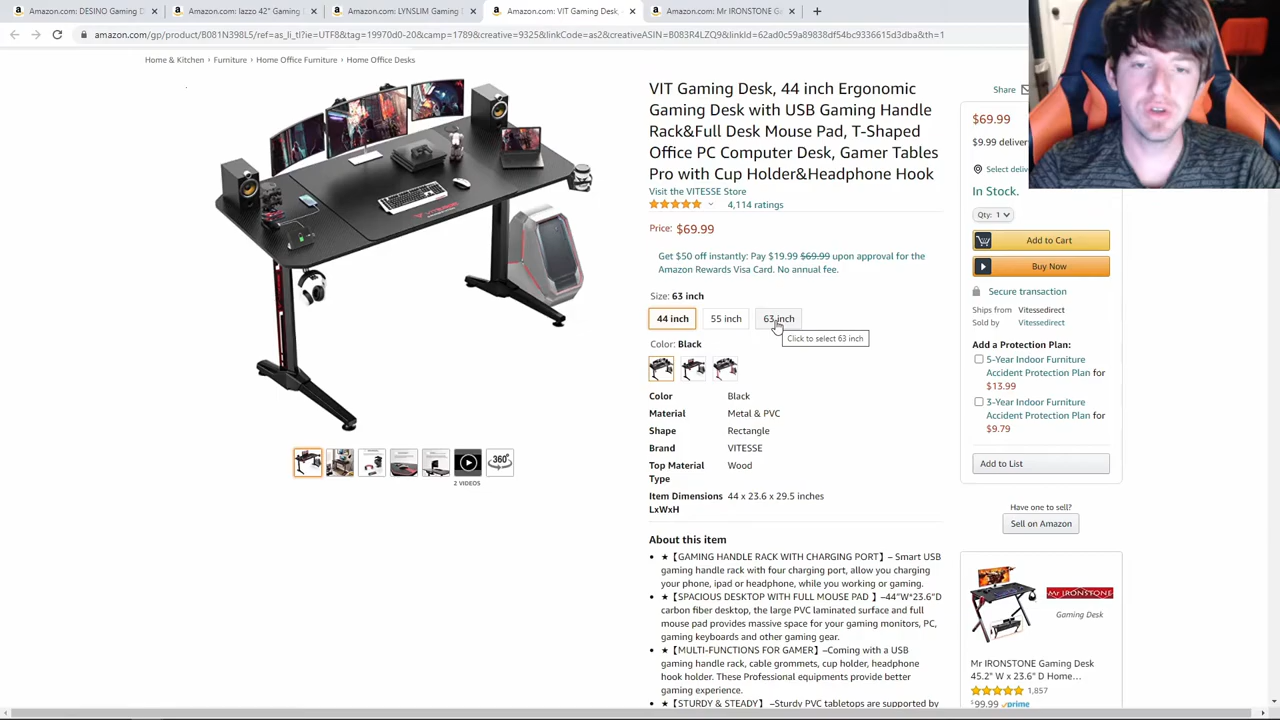 Amazon.com: DESINO Gaming D
Amazon.com: Iazzo 42" Gaming
Amazon.com: LYNSLIM Gaming
Amazon.com: VIT Gaming Desk,
Amazon.com: Mr IRONSTONE G
amazon.com/gp/product/B081N398L5/ref=as_li_tl?ie=UTF8&tag=19970d0-20&camp=1789&creative=9325&linkCode=as2&creativeASIN=B083R4LZQ9&linkId=62ad0c59a89838df54bc9336615d3dba&th=1
Home & Kitchen › Furniture › Home Office Furniture › Home Office Desks
VIT Gaming Desk, 44 inch Ergonomic
Gaming Desk with USB Gaming Handle
Rack&Full Desk Mouse Pad, T-Shaped
Office PC Computer Desk, Gamer Tables
Pro with Cup Holder&Headphone Hook
Visit the VITESSE Store
4,114 ratings
Price: $69.99
Get $50 off instantly: Pay $19.99 $69.99 upon approval for the
Amazon Rewards Visa Card. No annual fee.
Size: 63 inch
44 inch 55 inch 63 inch
Click to select 63 inch
Color: Black
Color Black
Material Metal & PVC
Shape Rectangle
Brand VITESSE
Top Material Wood
Type
Item Dimensions 44 x 23.6 x 29.5 inches
LxWxH
About this item
★【GAMING HANDLE RACK WITH CHARGING PORT】– Smart USB
gaming handle rack with four charging port, allow you charging
your phone, ipad or headphone, while you working or gaming.
★【SPACIOUS DESKTOP WITH FULL MOUSE PAD 】–44"W*23.6"D
carbon fiber desktop, the large PVC laminated surface and full
mouse pad provides massive space for your gaming monitors, PC,
gaming keyboards and other gaming gear.
★【MULTI-FUNCTIONS FOR GAMER】–Coming with a USB
gaming handle rack, cable grommets, cup holder, headphone
hook holder. These Professional equipments provide better
gaming experience.
★【STURDY & STEADY】–Sturdy PVC tabletops are supported by
VITESSE
2 VIDEOS
360°
Share
$69.99
$9.99 deliver
Select deliv
In Stock.
Qty: 1
Add to Cart
Buy Now
Secure transaction
Ships from Vitessedirect
Sold by Vitessedirect
Add a Protection Plan:
5-Year Indoor Furniture
Accident Protection Plan for
$13.99
3-Year Indoor Furniture
Accident Protection Plan for
$9.79
Add to List
Have one to sell?
Sell on Amazon
Mr IRONSTONE
Gaming Desk
Mr IRONSTONE Gaming Desk
45.2" W x 23.6" D Home...
1,857
$99.99 prime